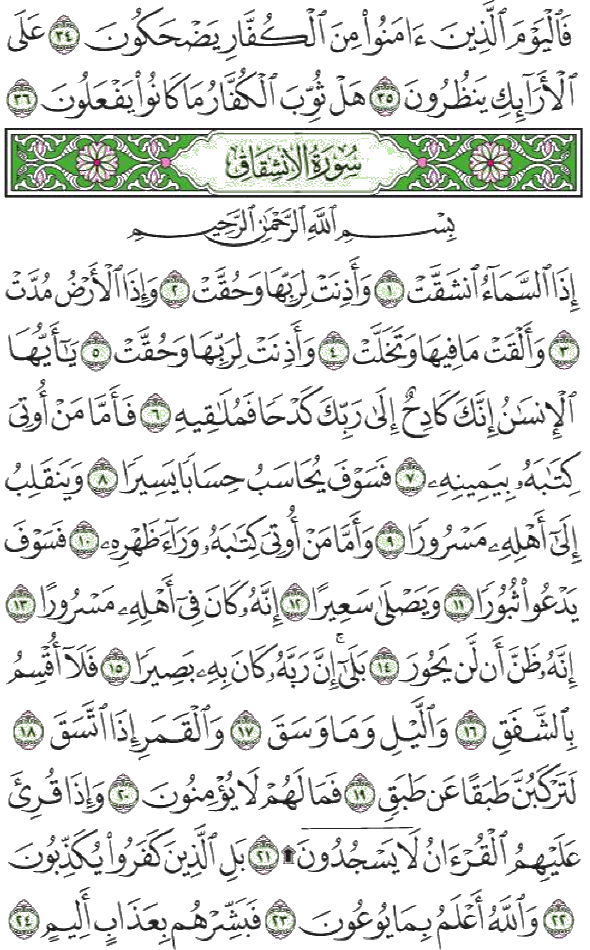 فَٱلۡيَوۡمَ ٱلَّذِينَ ءَامَنُواْ مِنَ ٱلۡكُفَّارِ يَضۡحَكُونَ ٣٤ عَلَى
ٱلۡأَرَآئِكِ يَنظُرُونَ ٣٥ هَلۡ ثُوِّبَ ٱلۡكُفَّارُ مَا كَانُواْ يَفۡعَلُونَ ٣٦
سُورَةُ الِانشِقَاقِ
بِسۡمِ ٱللَّهِ ٱلرَّحۡمَٰنِ ٱلرَّحِيمِ
إِذَا ٱلسَّمَآءُ ٱنشَقَّتۡ ١ وَأَذِنَتۡ لِرَبِّهَا وَحُقَّتۡ ٢ وَإِذَا ٱلۡأَرۡضُ مُدَّتۡ
٣ وَأَلۡقَتۡ مَا فِيهَا وَتَخَلَّتۡ ٤ وَأَذِنَتۡ لِرَبِّهَا وَحُقَّتۡ ٥ يَٰٓأَيُّهَا
ٱلۡإِنسَٰنُ إِنَّكَ كَادِحٌ إِلَىٰ رَبِّكَ كَدۡحٗا فَمُلَٰقِيهِ ٦ فَأَمَّا مَنۡ أُوتِيَ
كِتَٰبَهُۥ بِيَمِينِهِۦ ٧ فَسَوۡفَ يُحَاسَبُ حِسَابٗا يَسِيرٗا ٨ وَيَنقَلِبُ
إِلَىٰٓ أَهۡلِهِۦ مَسۡرُورٗا ٩ وَأَمَّا مَنۡ أُوتِيَ كِتَٰبَهُۥ وَرَآءَ ظَهۡرِهِۦ ١٠ فَسَوۡفَ
يَدۡعُواْ ثُبُورٗا ١١ وَيَصۡلَىٰ سَعِيرًا ١٢ إِنَّهُۥ كَانَ فِيٓ أَهۡلِهِۦ مَسۡرُورًا ١٣
إِنَّهُۥ ظَنَّ أَن لَّن يَحُورَ ١٤ بَلَىٰٓۚ إِنَّ رَبَّهُۥ كَانَ بِهِۦ بَصِيرٗا ١٥ فَلَآ أُقۡسِمُ
بِٱلشَّفَقِ ١٦ وَٱلَّيۡلِ وَمَا وَسَقَ ١٧ وَٱلۡقَمَرِ إِذَا ٱتَّسَقَ ١٨
لَتَرۡكَبُنَّ طَبَقًا عَن طَبَقٖ ١٩ فَمَا لَهُمۡ لَا يُؤۡمِنُونَ ٢٠ وَإِذَا قُرِئَ
عَلَيۡهِمُ ٱلۡقُرۡءَانُ لَا يَسۡجُدُونَۤ۩ ٢١ بَلِ ٱلَّذِينَ كَفَرُواْ يُكَذِّبُونَ
٢٢ وَٱللَّهُ أَعۡلَمُ بِمَا يُوعُونَ ٢٣ فَبَشِّرۡهُم بِعَذَابٍ أَلِيمٍ ٢٤